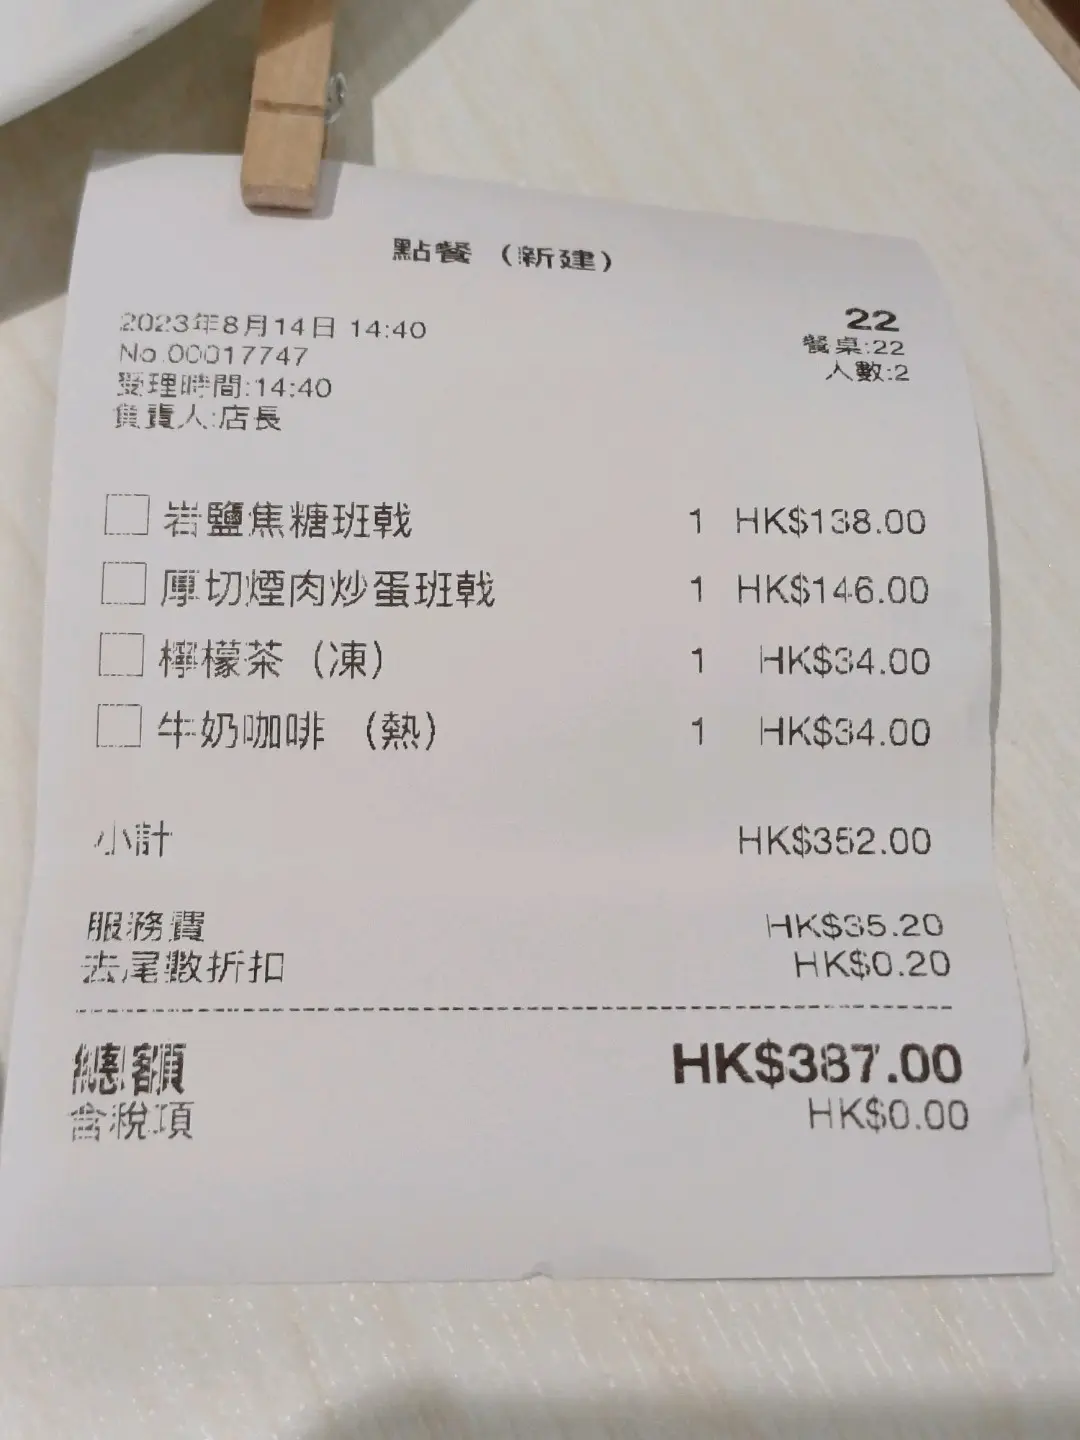 點餐 （新建）
2023年8月14日 14:40
22
No.00017747
餐桌:22
受理時間:14:40
人數:2
負責人:店長
岩鹽焦糖班戟 1 HK$138.00
厚切煙肉炒蛋班戟 1 HK$146.00
檸檬茶（凍） 1 HK$34.00
牛奶咖啡 （熱） 1 HK$34.00
小計 HK$352.00
服務費 HK$35.20
去尾數折扣 HK$0.20
總額 HK$387.00
含稅項 HK$0.00